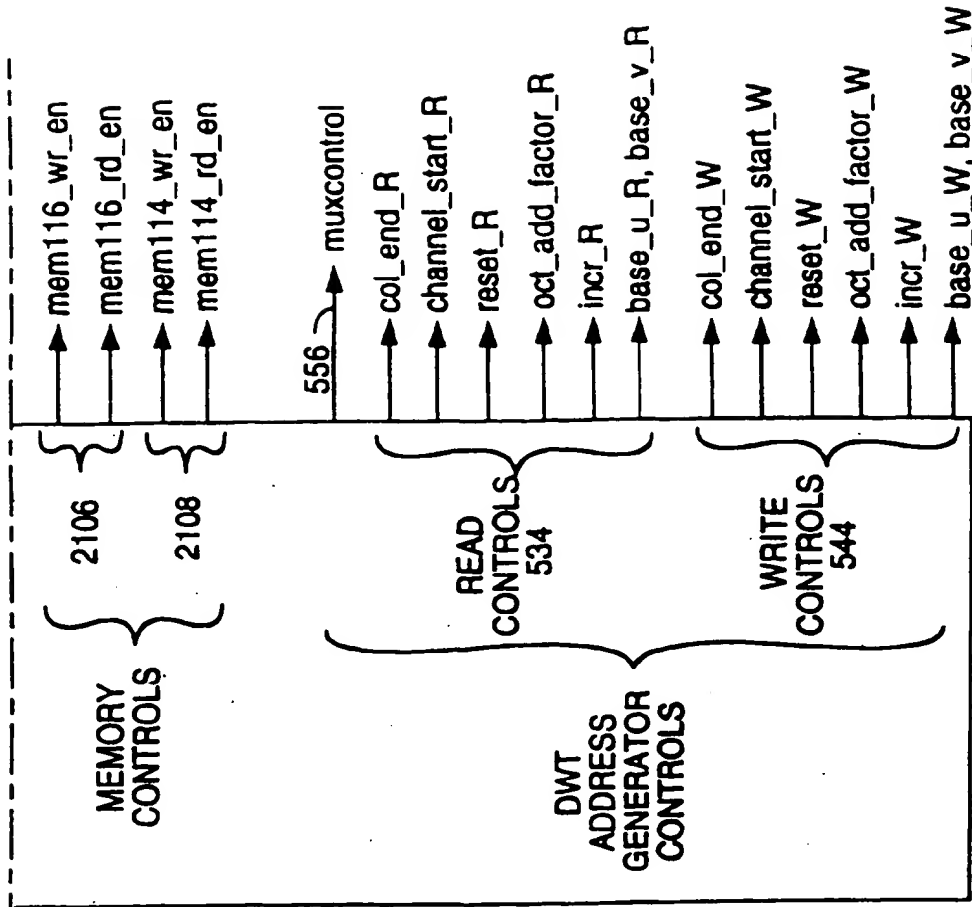 mem116_wr_en
mem116_rd_en
mem114_wr_en
mem114_rd_en
2106
2108
MEMORY
CONTROLS
556
muxcontrol
col_end_R
channel_start_R
reset_R
oct_add_factor_R
incr_R
base_u_R, base_v_R
READ
CONTROLS
534
col_end_W
channel_start_W
reset_W
oct_add_factor_W
incr_W
base_u_W, base_v_W
WRITE
CONTROLS
544
DWT
ADDRESS
GENERATOR
CONTROLS